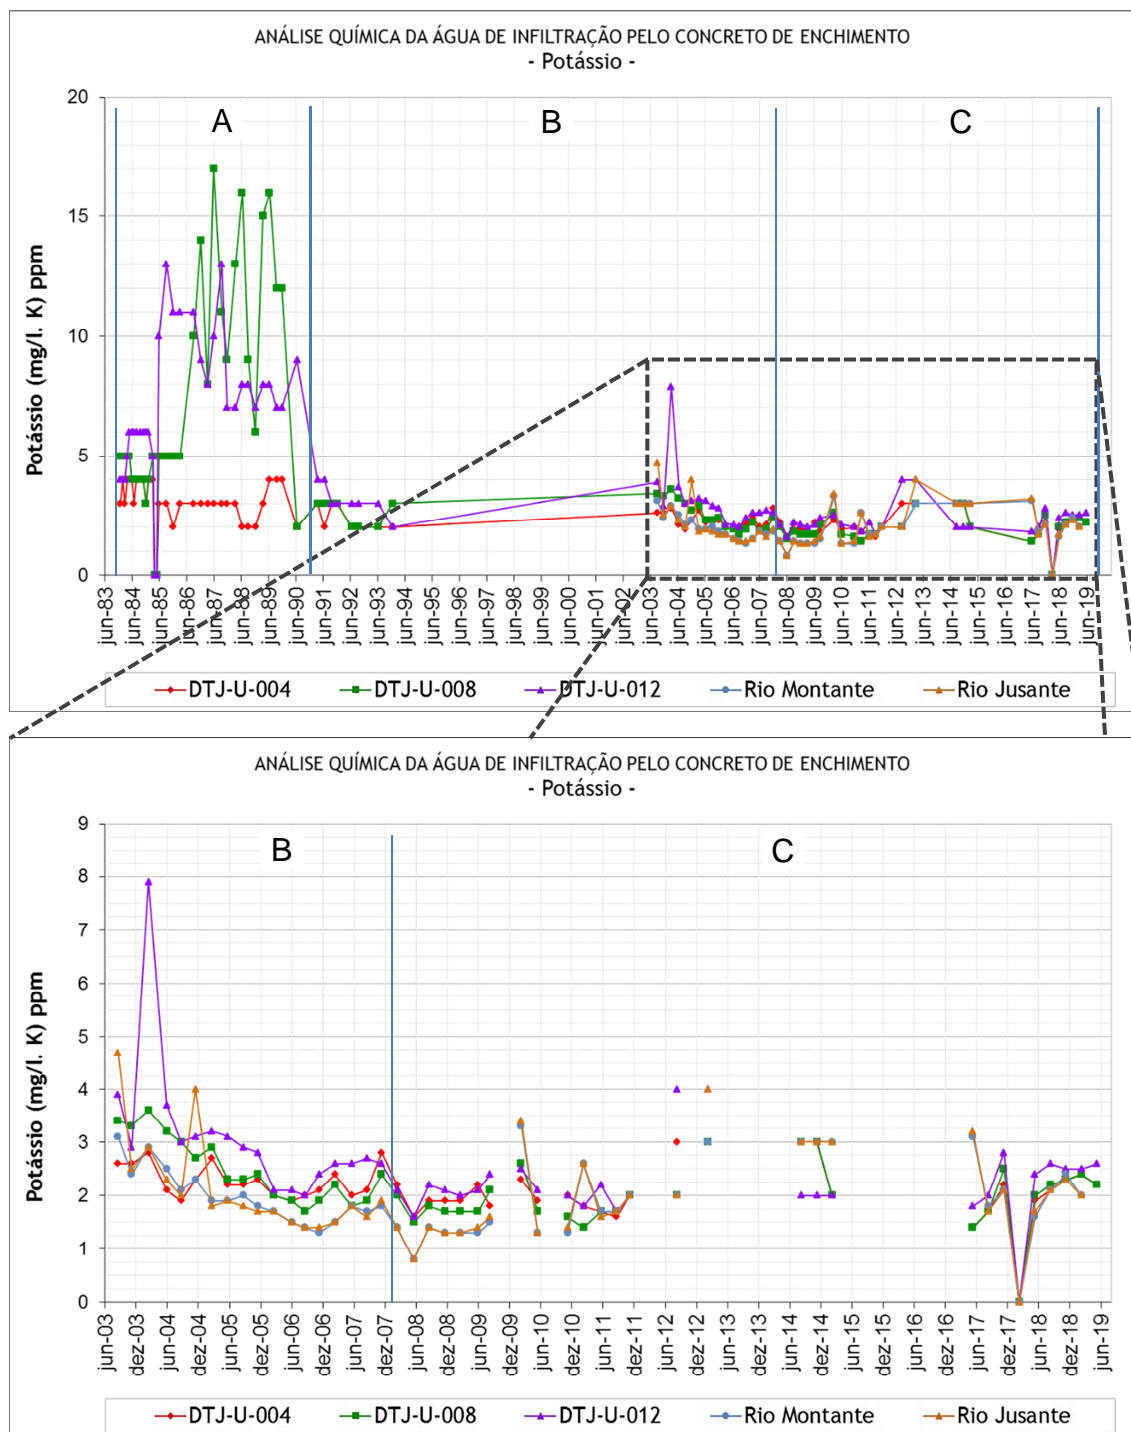 ANÁLISE QUÍMICA DA ÁGUA DE INFILTRAÇÃO PELO CONCRETO DE ENCHIMENTO
- Potássio -
A
B
C
Potássio (mg/l. K) ppm
20
15
10
5
0
jun-83
jun-84
jun-85
jun-86
jun-87
jun-88
jun-89
jun-90
jun-91
jun-92
jun-93
jun-94
jun-95
jun-96
jun-97
jun-98
jun-99
jun-00
jun-01
jun-02
jun-03
jun-04
jun-05
jun-06
jun-07
jun-08
jun-09
jun-10
jun-11
jun-12
jun-13
jun-14
jun-15
jun-16
jun-17
jun-18
jun-19
DTJ-U-004 DTJ-U-008 DTJ-U-012 Rio Montante Rio Jusante
ANÁLISE QUÍMICA DA ÁGUA DE INFILTRAÇÃO PELO CONCRETO DE ENCHIMENTO
- Potássio -
B
C
Potássio (mg/l. K) ppm
9
8
7
6
5
4
3
2
1
0
jun-03
dez-03
jun-04
dez-04
jun-05
dez-05
jun-06
dez-06
jun-07
dez-07
jun-08
dez-08
jun-09
dez-09
jun-10
dez-10
jun-11
dez-11
jun-12
dez-12
jun-13
dez-13
jun-14
dez-14
jun-15
dez-15
jun-16
dez-16
jun-17
dez-17
jun-18
dez-18
jun-19
DTJ-U-004 DTJ-U-008 DTJ-U-012 Rio Montante Rio Jusante